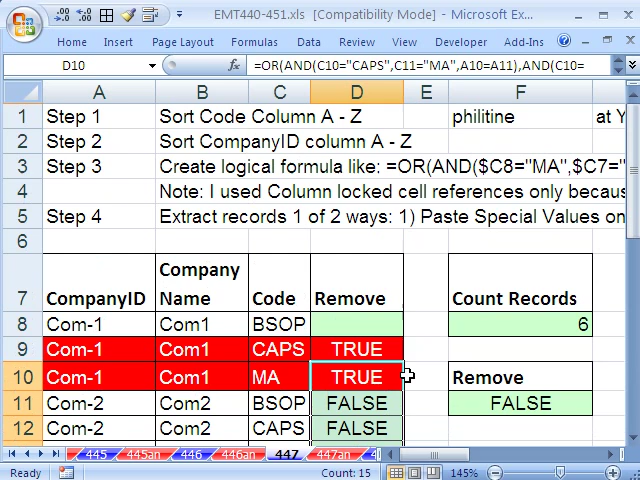 EMT440-451.xls [Compatibility Mode] - Microsoft Ex...
Home Insert Page Layout Formulas Data Review View Developer Add-Ins
D10 fx =OR(AND(C10="CAPS",C11="MA",A10=A11),AND(C10=
A B C D E F
1 Step 1 Sort Code Column A - Z philitine at Y
2 Step 2 Sort CompanyID column A - Z
3 Step 3 Create logical formula like: =OR(AND($C8="MA",$C7="
4 Note: I used Column locked cell references only becaus
5 Step 4 Extract records 1 of 2 ways: 1) Paste Special Values on
6
7 CompanyID Company Name Code Remove Count Records
8 Com-1 Com1 BSOP 6
9 Com-1 Com1 CAPS TRUE
10 Com-1 Com1 MA TRUE Remove
11 Com-2 Com2 BSOP FALSE FALSE
12 Com-2 Com2 CAPS FALSE
445 445an 446 446an 447 447an 4
Ready Count: 15 145%